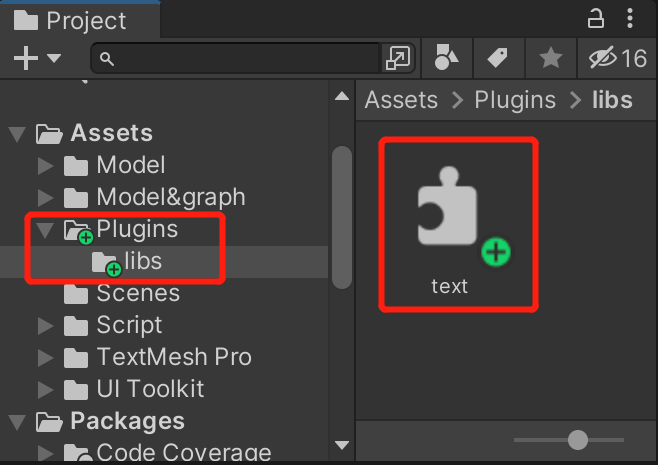 Project
16
Assets > Plugins > libs
Assets
Model
Model&graph
Plugins
libs
Scenes
Script
TextMesh Pro
UI Toolkit
Packages
Code Coverage
text